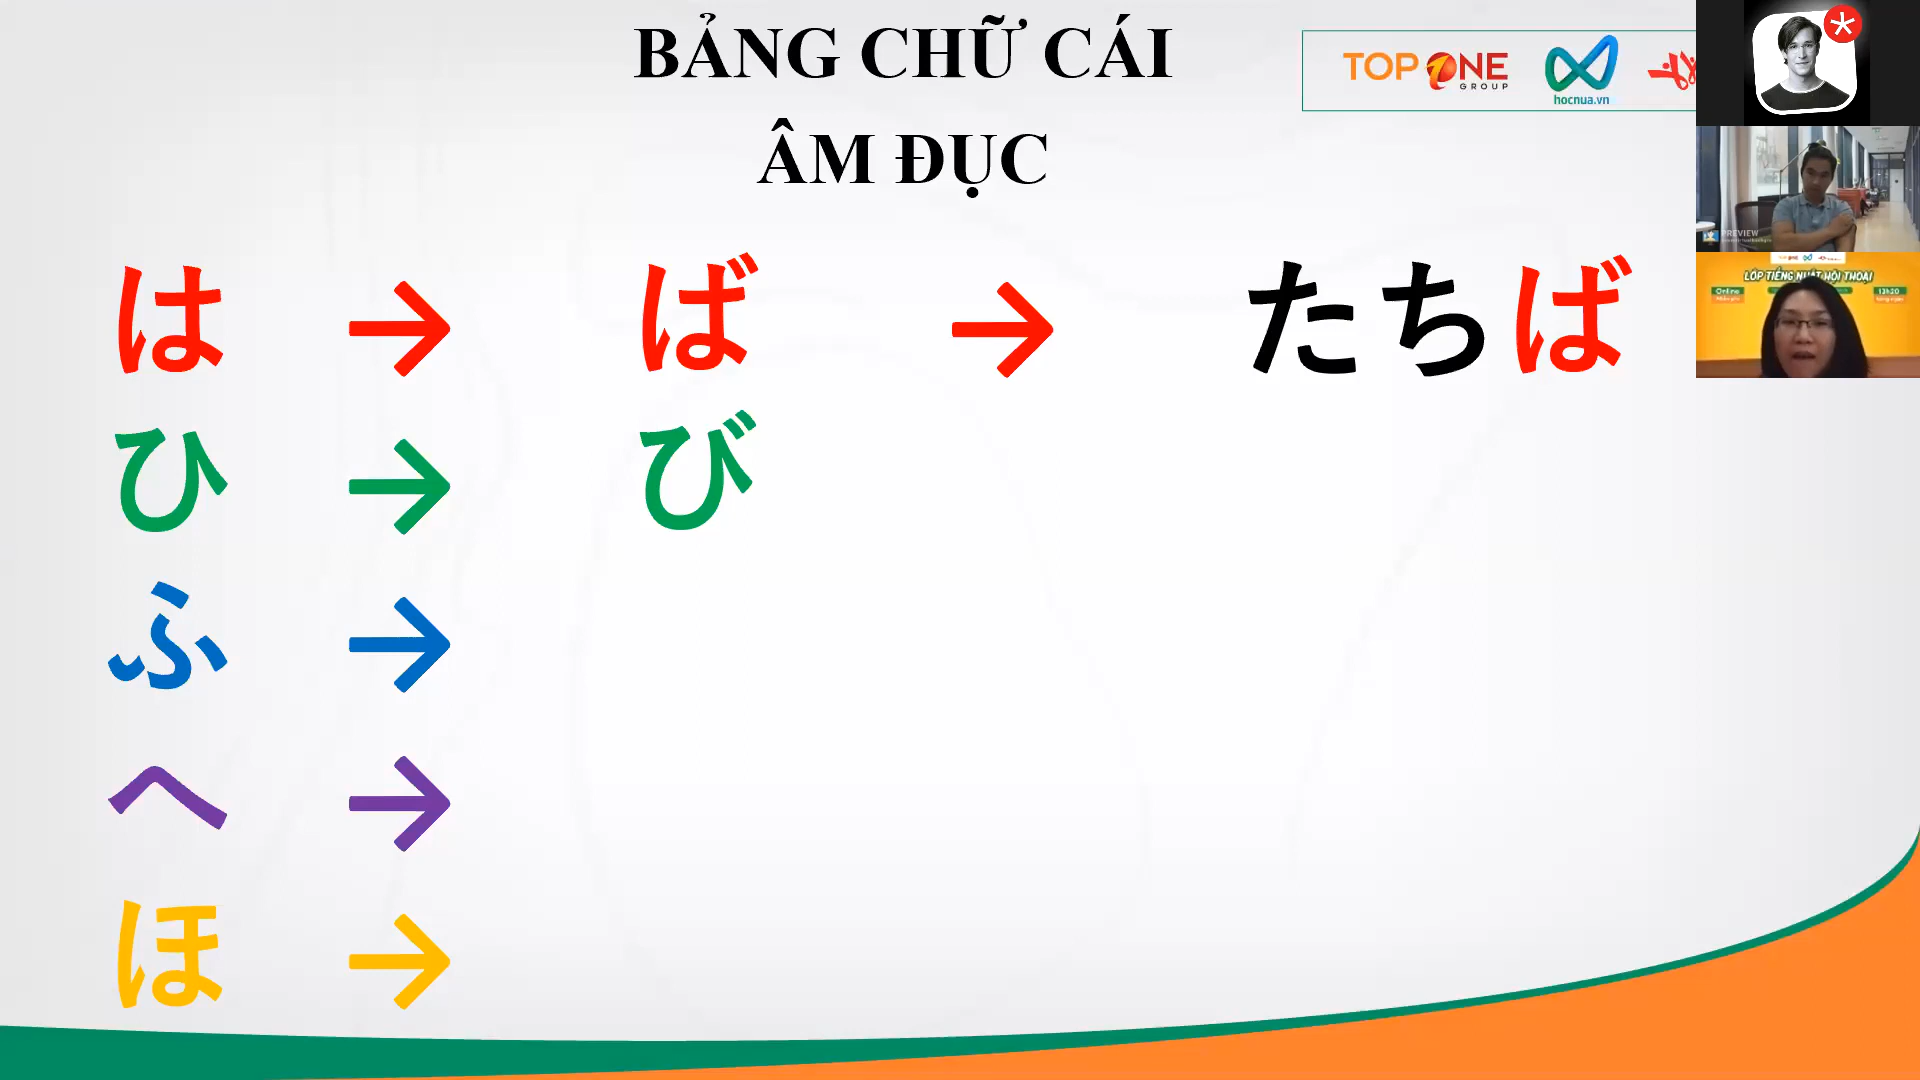 BẢNG CHỮ CÁI
ÂM ĐỤC
TOP ONE
GROUP
hocnua.vn
は → ば → たちば
ひ → び
ふ →
へ →
ほ →
PREVIEW
LỚP TIẾNG NHẬT HỘI THOẠI
Online